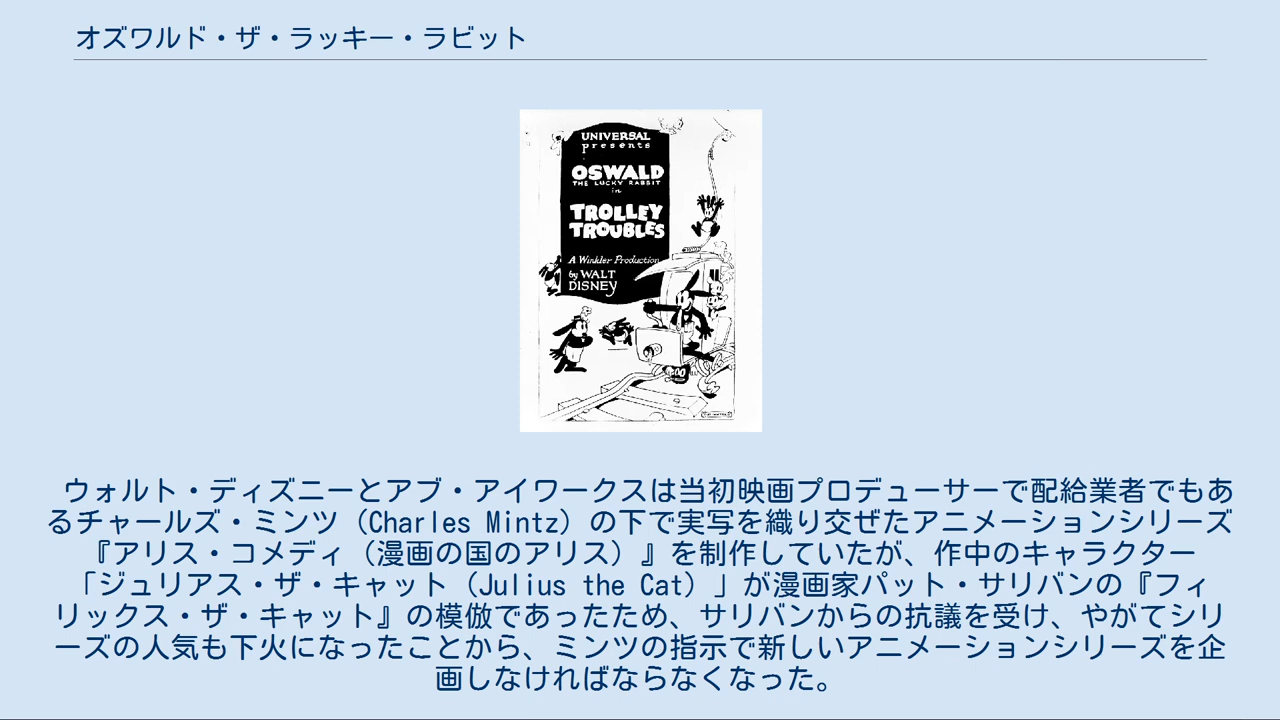 オズワルド・ザ・ラッキー・ラビット
UNIVERSAL
presents
OSWALD
THE LUCKY RABBIT
in
TROLLEY
TROUBLES
A Winkler Production
by WALT
DISNEY
ウォルト・ディズニーとアブ・アイワークスは当初映画プロデューサーで配給業者でもあ
るチャールズ・ミンツ（Charles Mintz）の下で実写を織り交ぜたアニメーションシリーズ
『アリス・コメディ（漫画の国のアリス）』を制作していたが、作中のキャラクター
「ジュリアス・ザ・キャット（Julius the Cat）」が漫画家パット・サリバンの『フィ
リックス・ザ・キャット』の模倣であったため、サリバンからの抗議を受け、やがてシリ
ーズの人気も下火になったことから、ミンツの指示で新しいアニメーションシリーズを企
画しなければならなくなった。